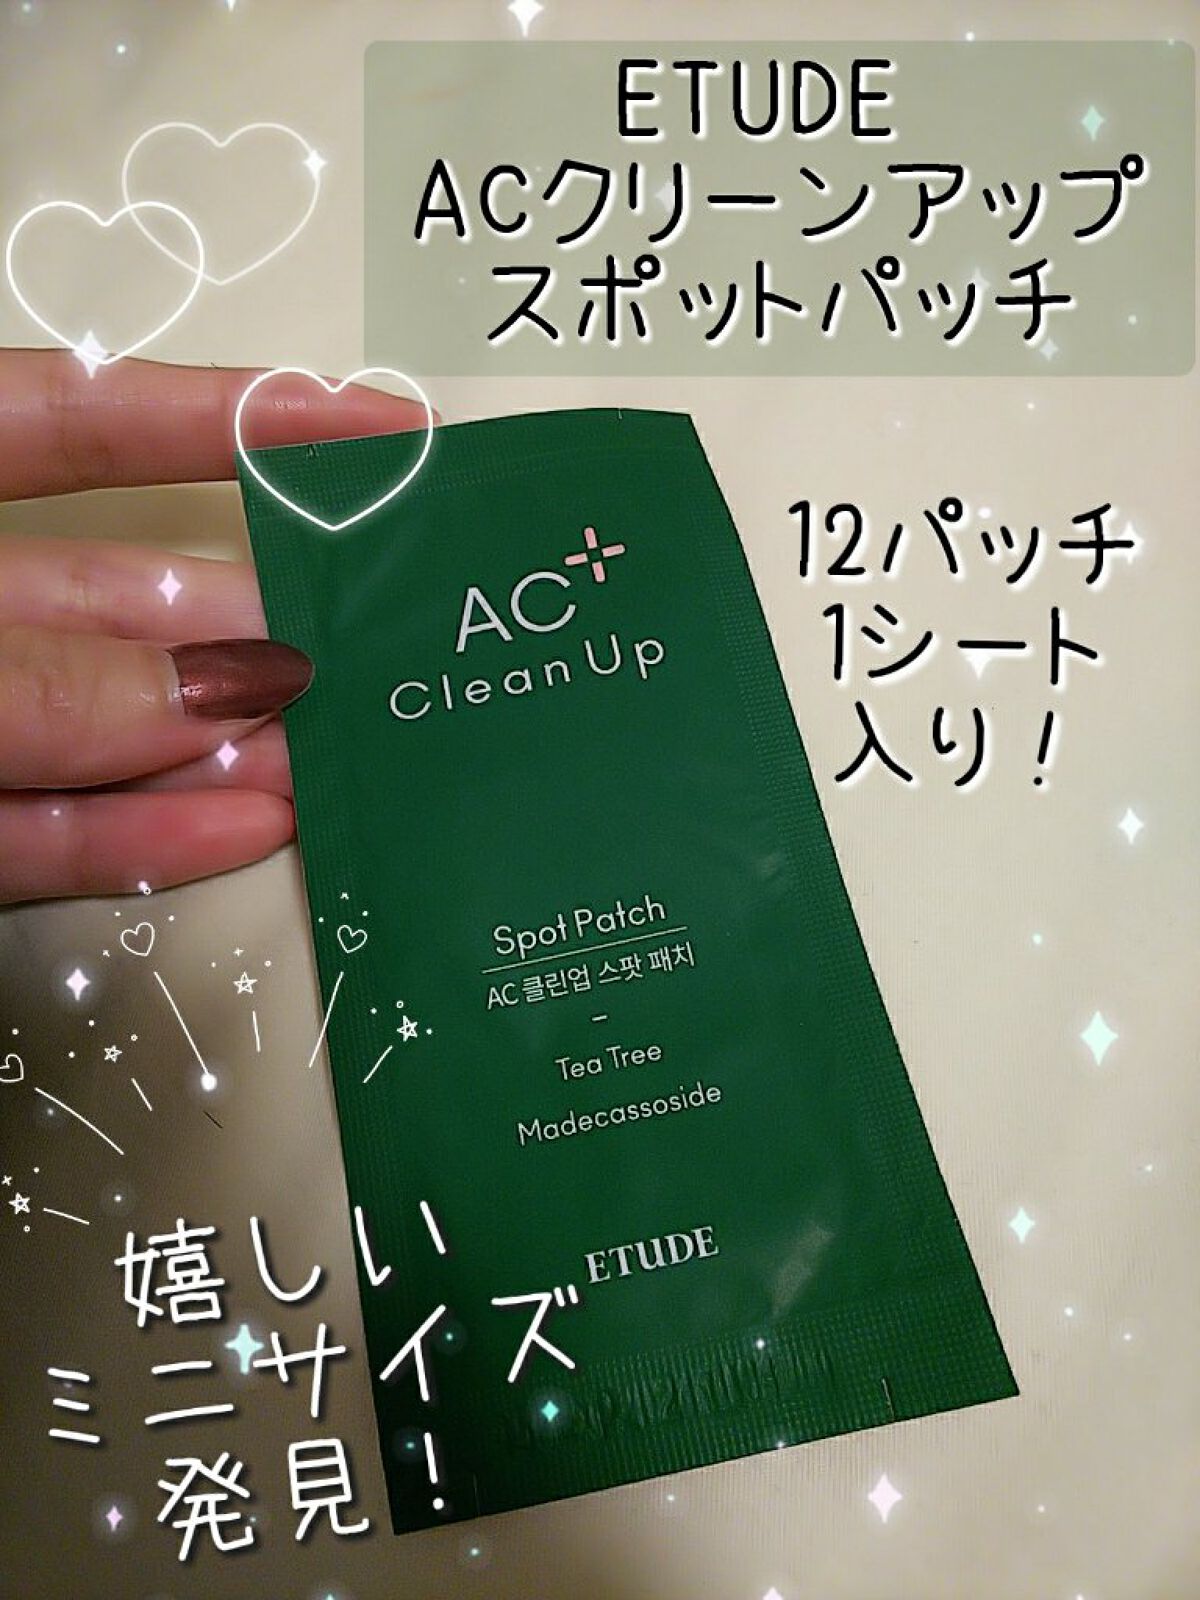 ETUDE
ACクリーンアップ
スポットパッチ
12パッチ
1シート
入り！
AC+
Clean Up
Spot Patch
AC 클린업 스팟 패치
–
Tea Tree
Madecassoside
ETUDE
嬉しい
ミニサイズ
発見！